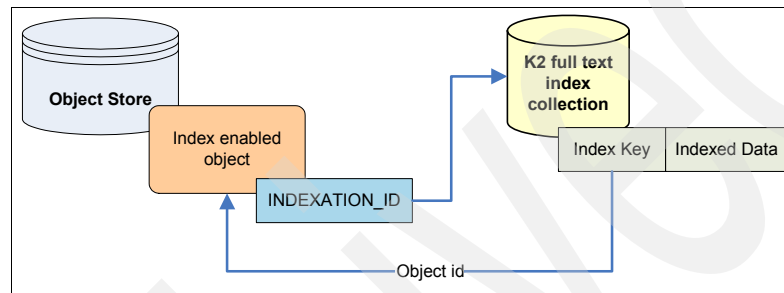 Object Store
Index enabled
object
INDEXATION_ID
K2 full text
index
collection
Index Key
Indexed Data
Object id